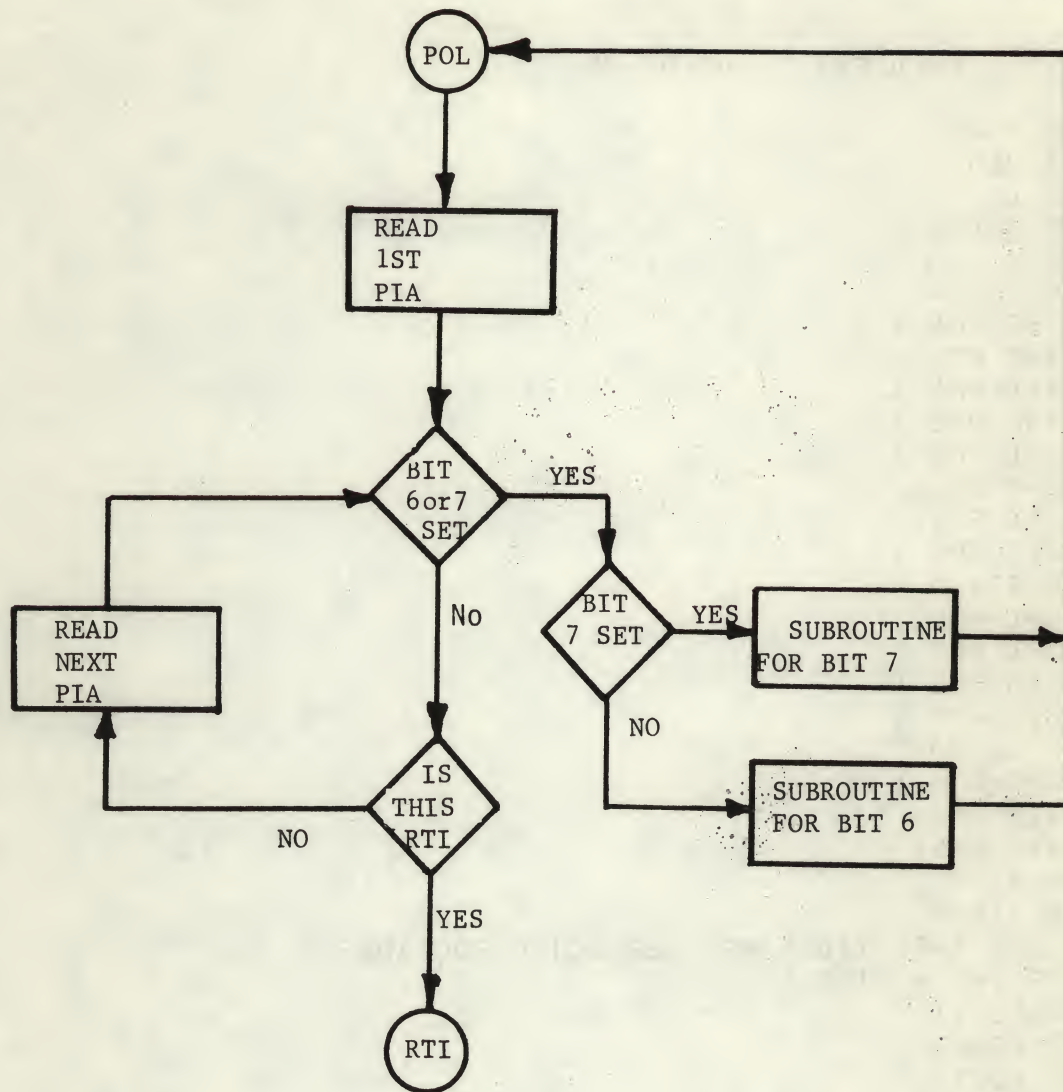 POL
READ
1ST
PIA
BIT
6or7
SET
YES
No
BIT
7 SET
YES
SUBROUTINE
FOR BIT 7
READ
NEXT
PIA
NO
SUBROUTINE
FOR BIT 6
IS
THIS
RTI
NO
YES
RTI